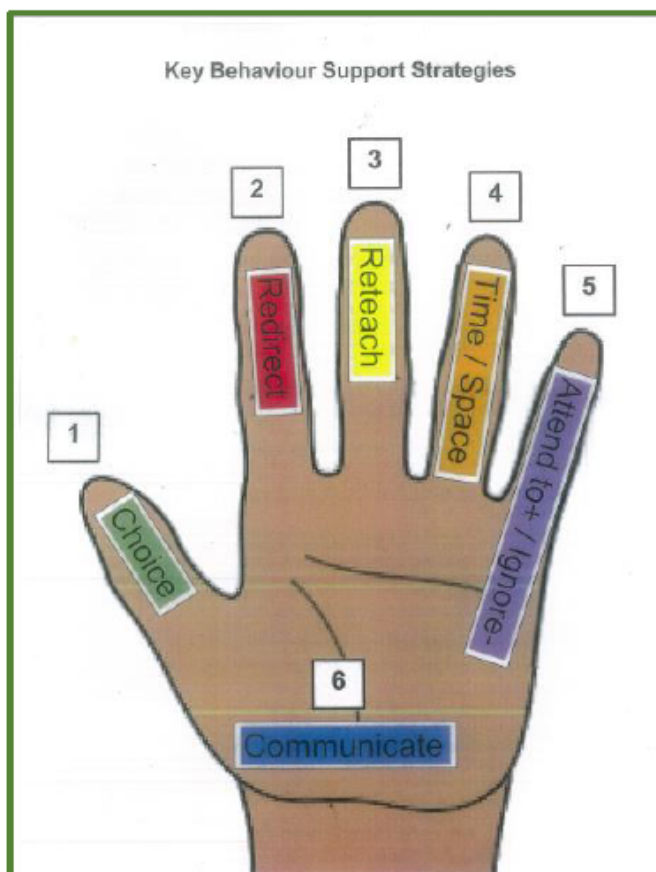 Key Behaviour Support Strategies
1
Choice
2
Redirect
3
Reteach
4
Time / Space
5
Attend to+ / Ignore-
6
Communicate